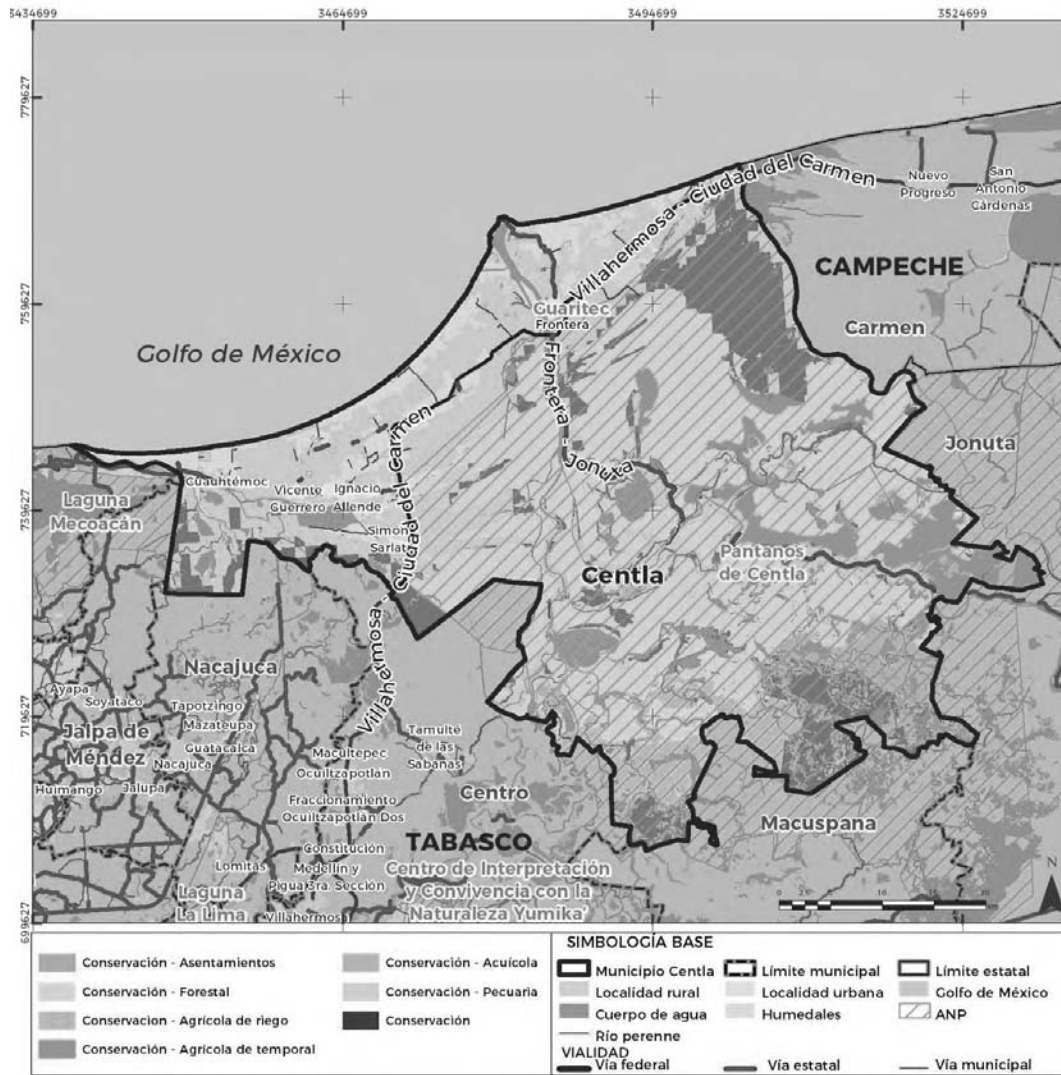 3434699
3464699
3494699
3524699
779627
759627
739627
719627
699627
Golfo de México
Villahermosa - Ciudad del Carmen
Nuevo
Progreso
San
Antonio
Cárdenas
CAMPECHE
Carmen
Guaritec
Frontera
Frontera - Jonuta
Jonuta
Laguna
Mecoacán
Cuauhtémoc
Vicente
Guerrero
Ignacio
Allende
Simón
Sarlat
Villahermosa - Ciudad del Carmen
Centla
Pantanos
de Centla
Nacajuca
Ayapa
Soyataco
Tapotzingo
Mazateupa
Jalpa de
Méndez
Guatacalca
Nacajuca
Huimango
Jalupa
Macultepec
Ocuiltzapotlán
Tamulté
de las
Sabanas
Fraccionamiento
Ocuiltzapotlán Dos
Centro
Constitución
TABASCO
Macuspana
Lomitas
Medellín y
Pigua 3ra. Sección
Laguna
La Lima
Villahermosa
Centro de Interpretación
y Convivencia con la
Naturaleza Yumika'
N
Conservación - Asentamientos
Conservación - Forestal
Conservacion - Agrícola de riego
Conservación - Agrícola de temporal
Conservación - Acuícola
Conservación - Pecuaria
Conservación
SIMBOLOGÍA BASE
Municipio Centla
Límite municipal
Límite estatal
Localidad rural
Localidad urbana
Golfo de México
Cuerpo de agua
Humedales
ANP
Río perenne
VIALIDAD
Vía federal
Vía estatal
Vía municipal